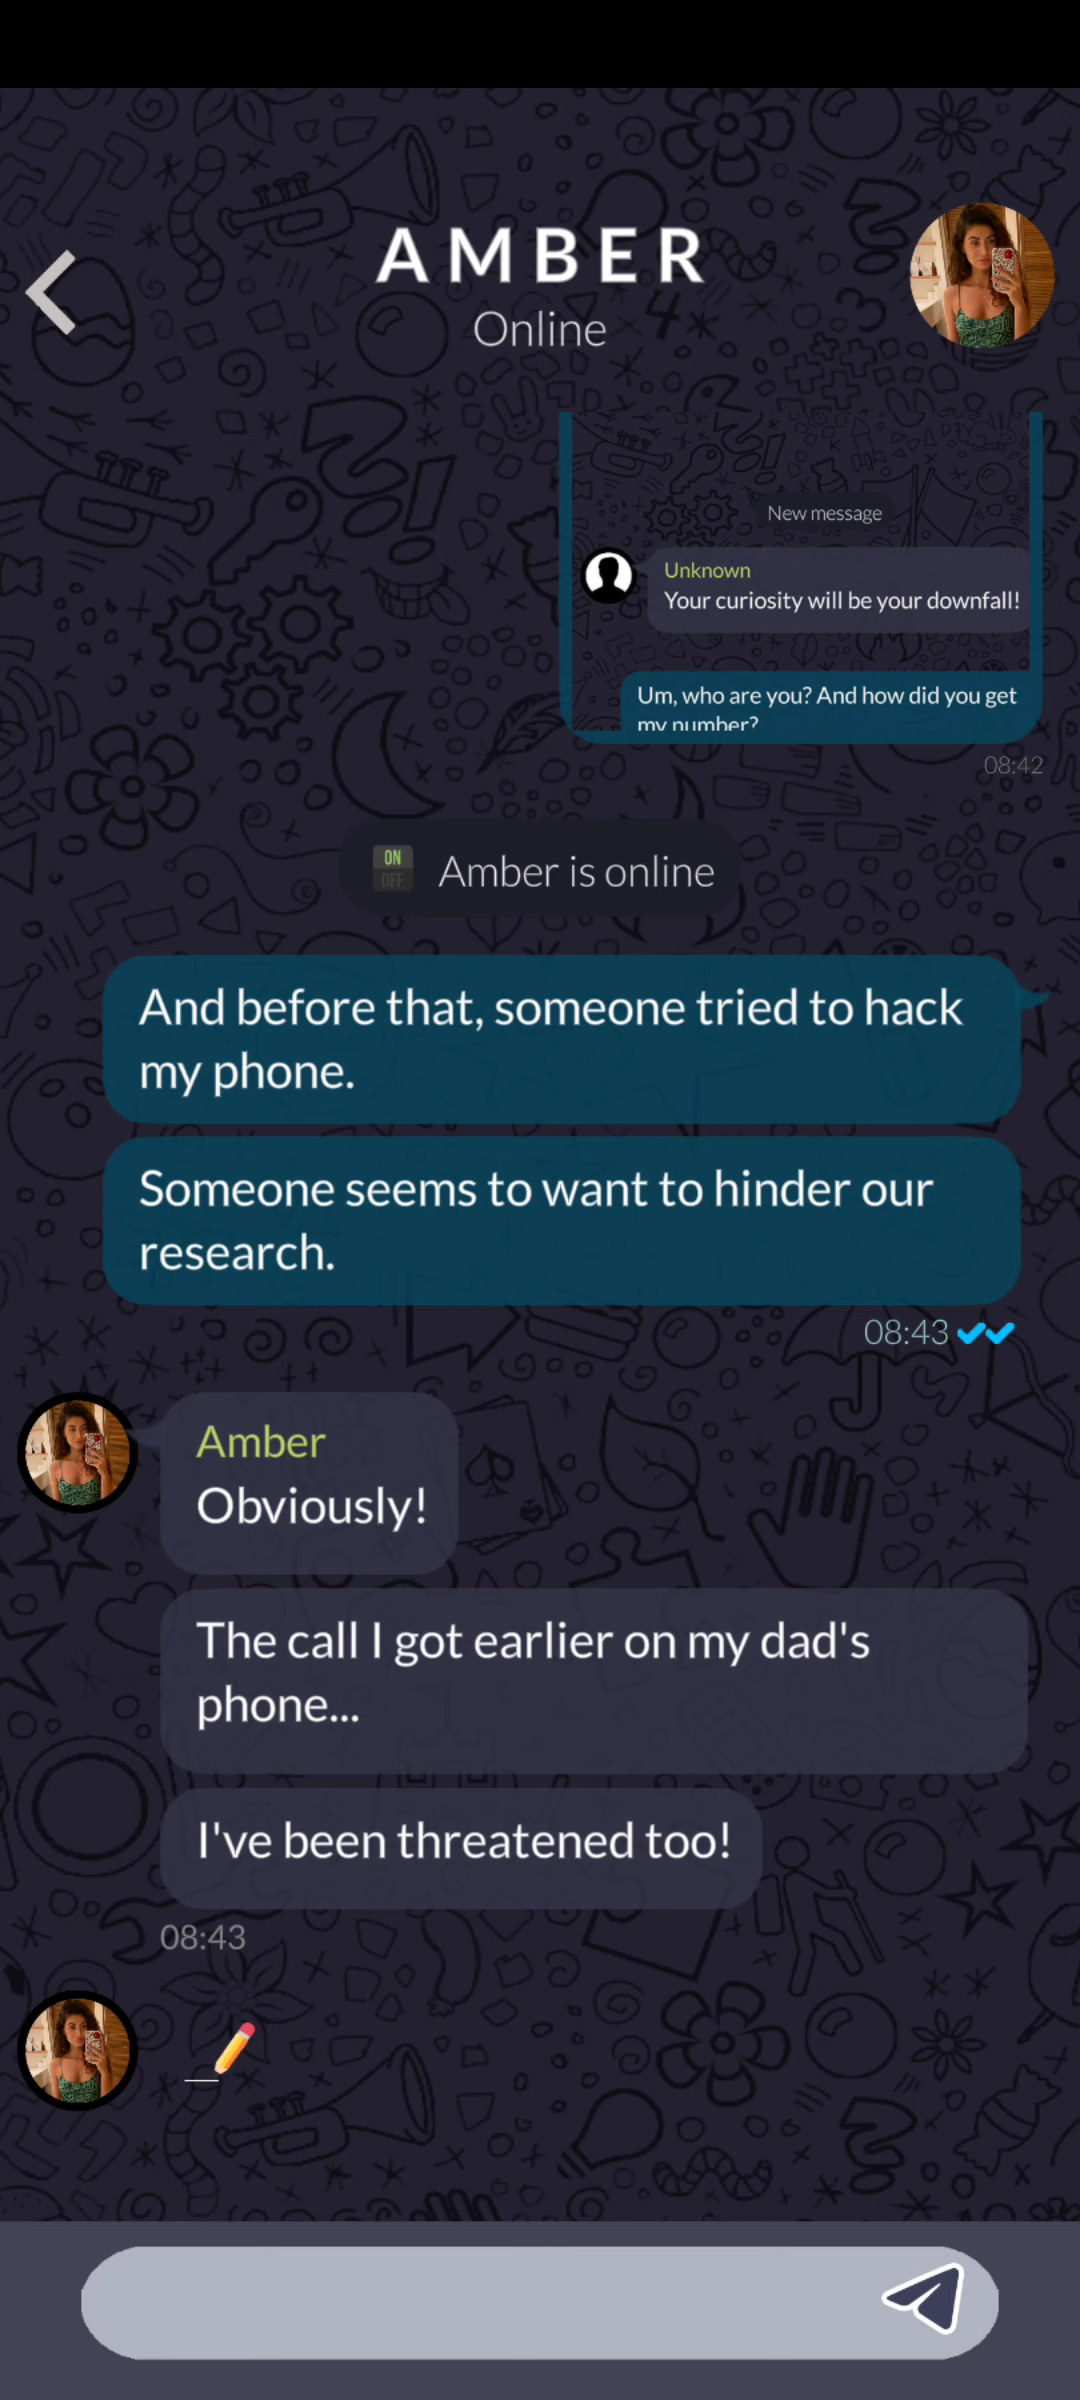 AMBER
Online
New message
Unknown
Your curiosity will be your downfall!
Um, who are you? And how did you get
my number?
08:42
ON
OFF
Amber is online
And before that, someone tried to hack
my phone.
Someone seems to want to hinder our
research.
08:43
Amber
Obviously!
The call I got earlier on my dad's
phone...
I've been threatened too!
08:43